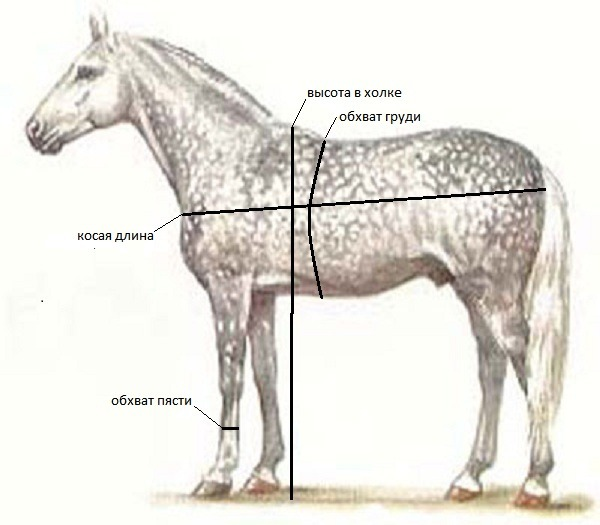 высота в холке
обхват груди
косая длина
обхват пясти